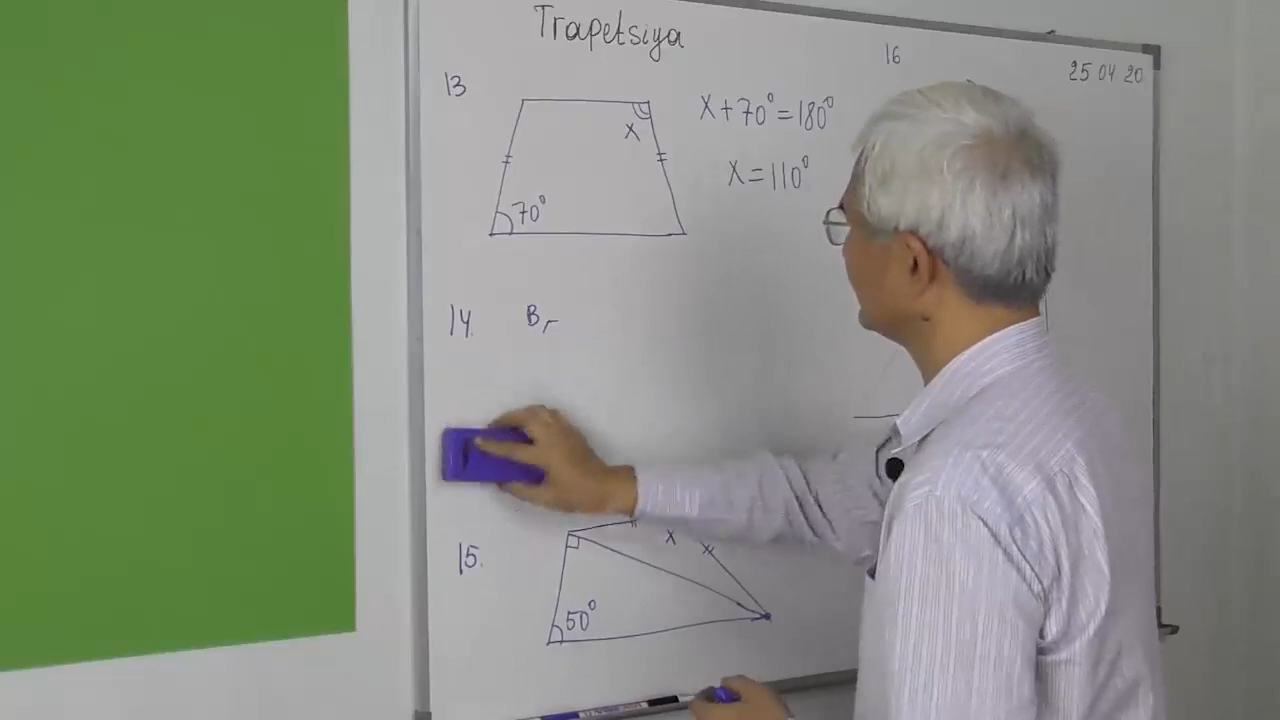 Trapetsiya
16
25 04 20
13
x
70°
x+70°=180°
x=110°
14.
B
15.
x
50°